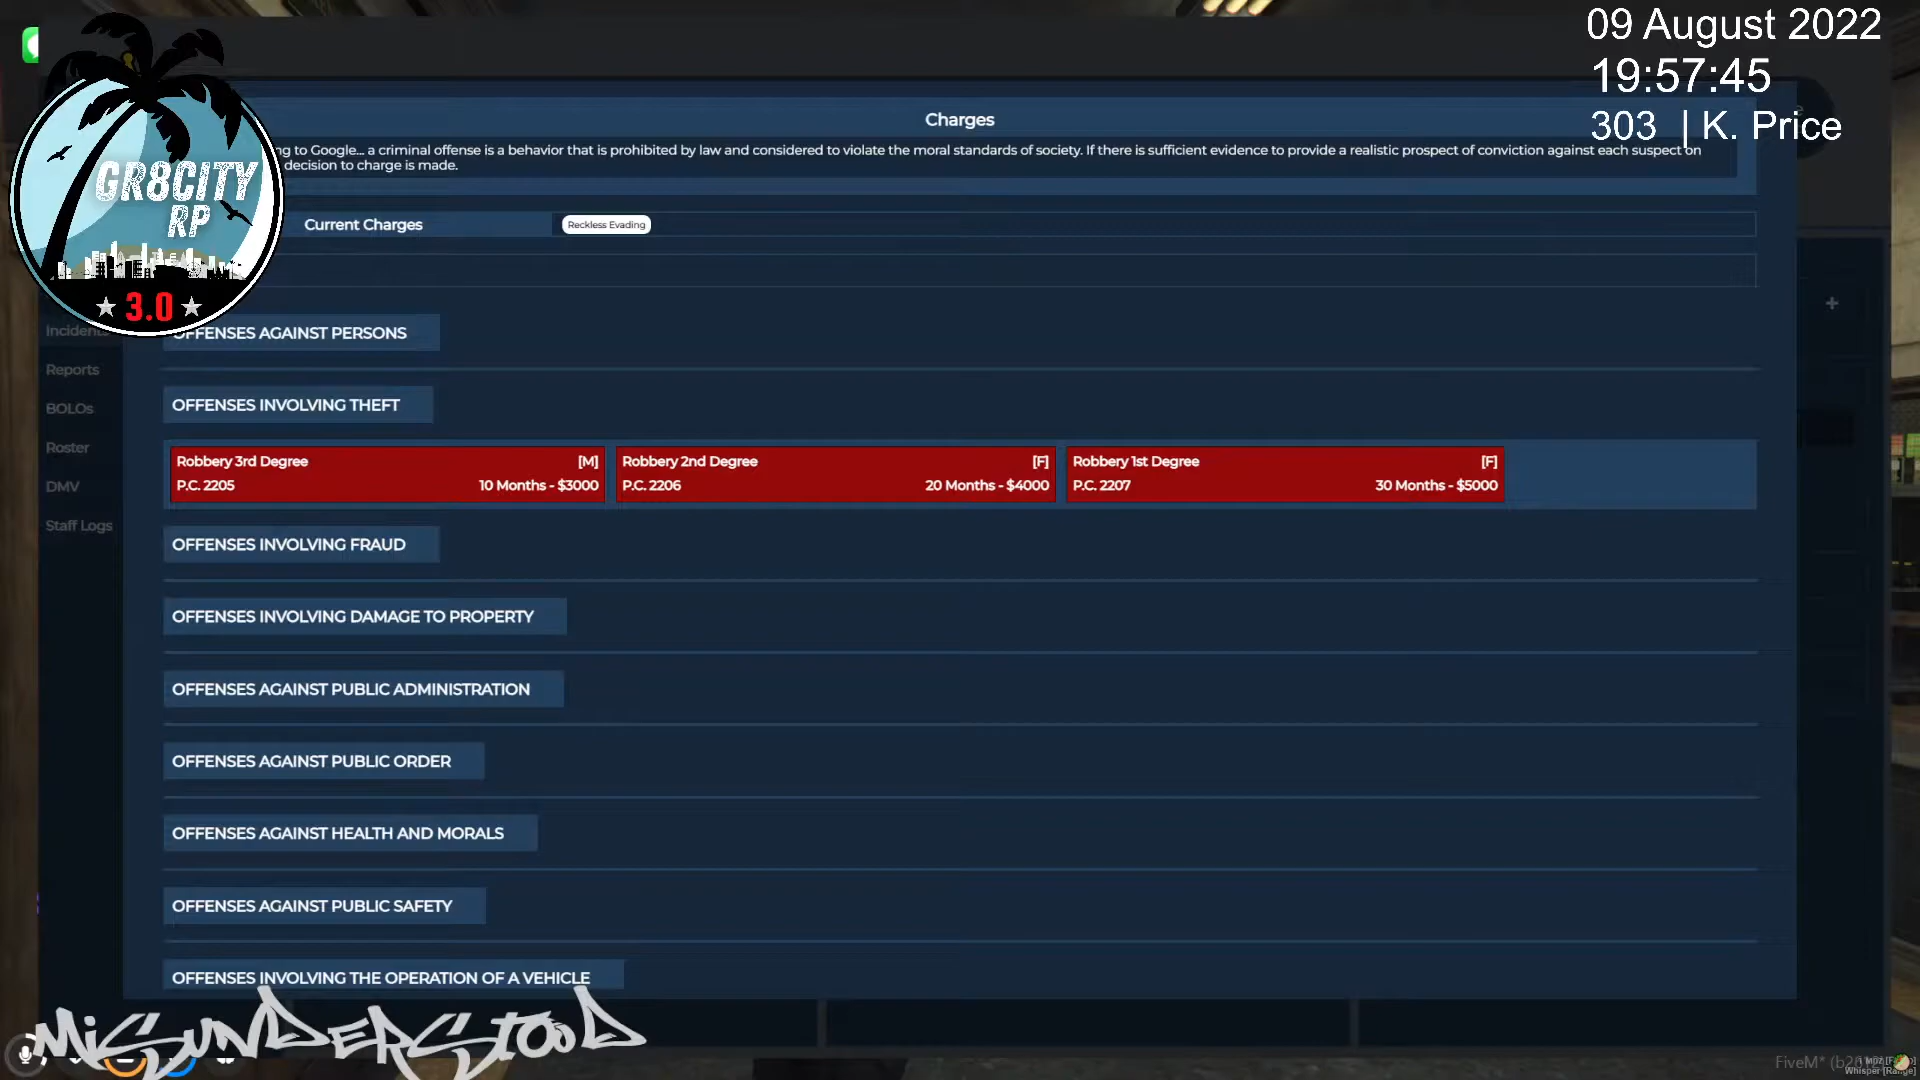 09 August 2022
19:57:45
303 | K. Price
GR8CITY
RP
3.0
Charges
ng to Google... a criminal offense is a behavior that is prohibited by law and considered to violate the moral standards of society. If there is sufficient evidence to provide a realistic prospect of conviction against each suspect on
decision to charge is made.
Current Charges
Reckless Evading
Incidents
Reports
BOLOs
Roster
DMV
Staff Logs
OFFENSES AGAINST PERSONS
OFFENSES INVOLVING THEFT
Robbery 3rd Degree [M]
P.C. 2205 10 Months - $3000
Robbery 2nd Degree [F]
P.C. 2206 20 Months - $4000
Robbery 1st Degree [F]
P.C. 2207 30 Months - $5000
OFFENSES INVOLVING FRAUD
OFFENSES INVOLVING DAMAGE TO PROPERTY
OFFENSES AGAINST PUBLIC ADMINISTRATION
OFFENSES AGAINST PUBLIC ORDER
OFFENSES AGAINST HEALTH AND MORALS
OFFENSES AGAINST PUBLIC SAFETY
OFFENSES INVOLVING THE OPERATION OF A VEHICLE
MISUNDERSTOOD
FiveM*